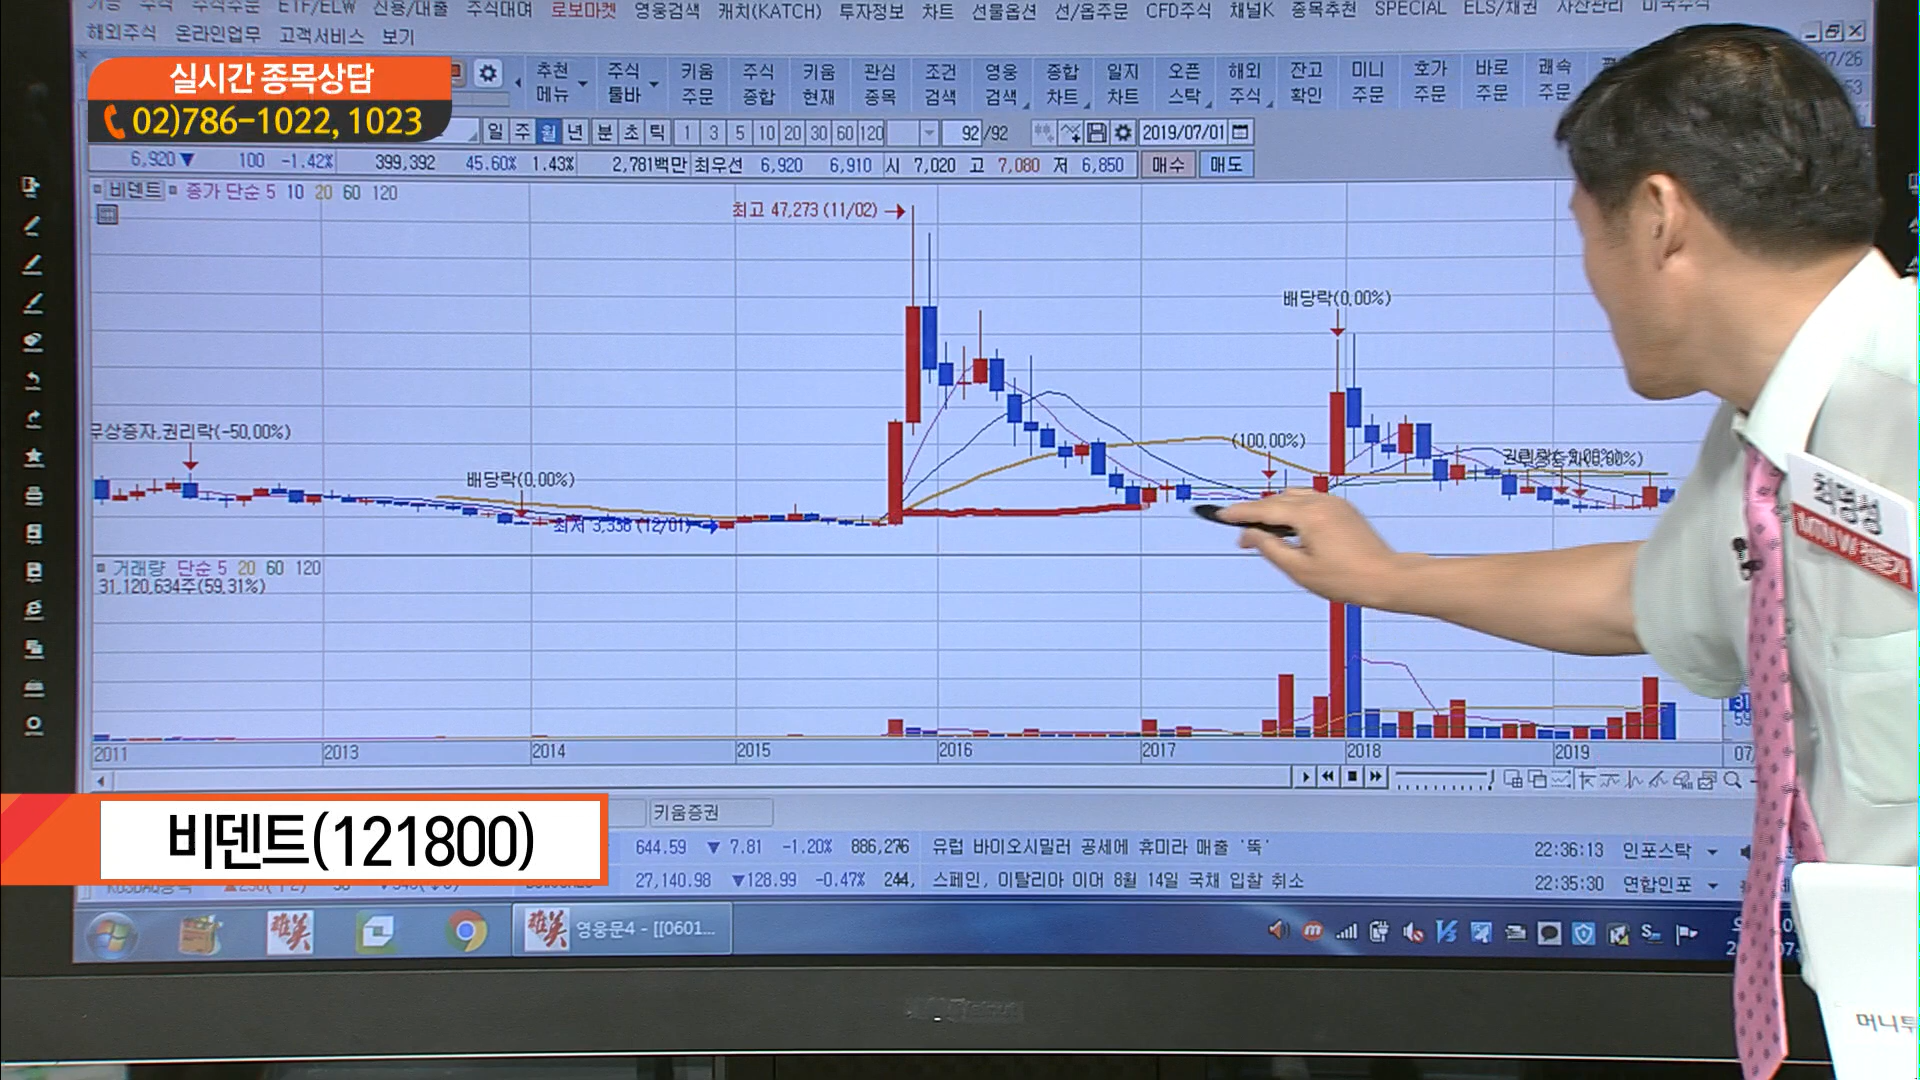 기능 주식 주식주문 ETF/ELW 신용/대출 주식대여 로보마켓 영웅검색 캐치(KATCH) 투자정보 차트 선물옵션 선/옵주문 CFD주식 채널K 종목추천 SPECIAL ELS/채권 자산관리 미국주식
해외주식 온라인업무 고객서비스 보기
실시간 종목상담
02)786-1022, 1023
추천메뉴 주식툴바 키움주문 주식종합 키움현재 관심종목 조건검색 영웅검색 종합차트 일지차트 오픈스탁 해외주식 잔고확인 미니주문 호가주문 바로주문 쾌속주문
일 주 월 년 분 초 틱 1 3 5 10 20 30 60 120 92 /92 2019/07/01
6,920▼ 100 -1.42% 399,392 45.60% 1.43% 2,781백만 최우선 6,920 6,910 시 7,020 고 7,080 저 6,850 매수 매도
비덴트 종가 단순 5 10 20 60 120
최고 47,273 (11/02)
배당락(0.00%)
무상증자.권리락(-50.00%)
(100.00%)
배당락(0.00%)
최저 3,338 (12/01)
거래량 단순 5 20 60 120
31,120,634주(59.31%)
2011 2013 2014 2015 2016 2017 2018 2019
키움증권
비덴트(121800)
644.59 ▼ 7.81 -1.20% 886,276 유럽 바이오시밀러 공세에 휴미라 매출 '뚝' 22:36:13 인포스탁
27,140.98 ▼128.99 -0.47% 244, 스페인, 이탈리아 이어 8월 14일 국채 입찰 취소 22:35:30 연합인포
영웅문4 - [[0601...
최명성
머니투